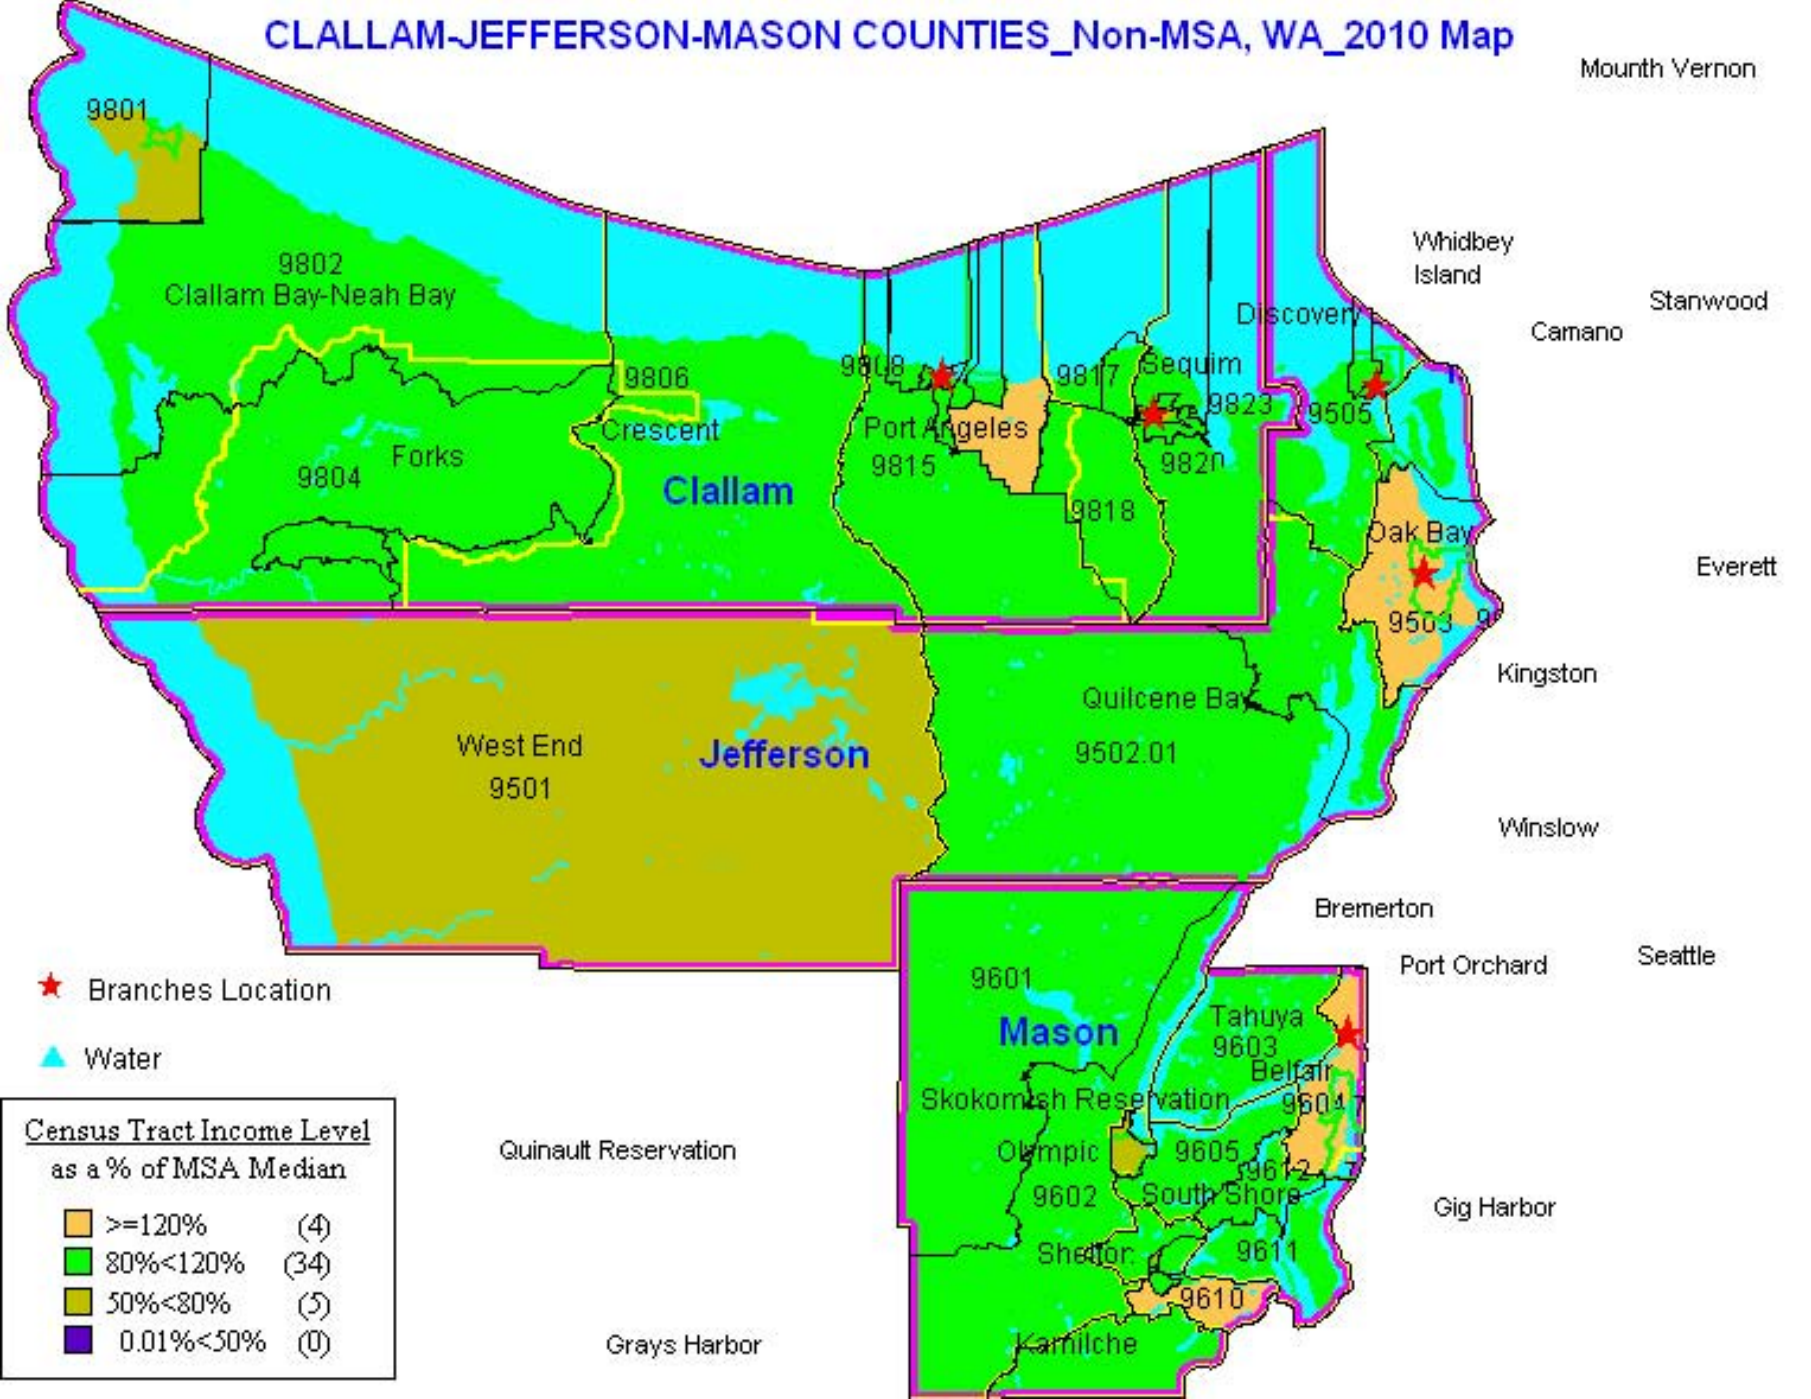 CLALLAM-JEFFERSON-MASON COUNTIES_Non-MSA, WA_2010 Map
Mounth Vernon
9801
Whidbey
Island
9802
Clallam Bay-Neah Bay
Stanwood
Discovery
Camano
9808
Sequim
9806
9817
9823
9505
Crescent
Port Angeles
Forks
9815
9820
9804
Clallam
9818
Oak Bay
Everett
9503
Kingston
Quilcene Bay
West End
Jefferson
9502.01
9501
Winslow
Bremerton
Seattle
Port Orchard
9601
Branches Location
Tahuya
Mason
9603
Water
Belfair
Skokomish Reservation
9604
Census Tract Income Level
as a % of MSA Median
Quinault Reservation
Olympic
9605
9612
9602
South Shore
Gig Harbor
>=120% (4)
Shelton
9611
80%<120% (34)
50%<80% (5)
9610
0.01%<50% (0)
Grays Harbor
Kamilche